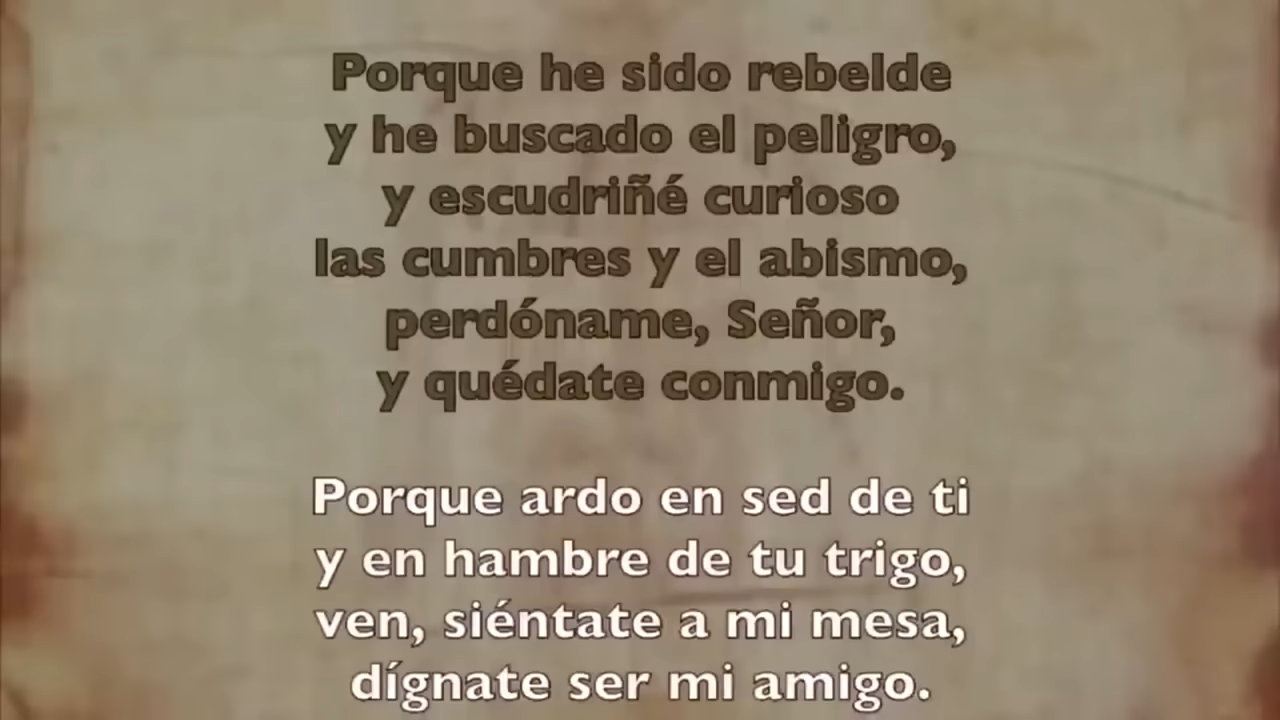 Porque he sido rebelde
y he buscado el peligro,
y escudriñé curioso
las cumbres y el abismo,
perdóname, Señor,
y quédate conmigo.
Porque ardo en sed de ti
y en hambre de tu trigo,
ven, siéntate a mi mesa,
dígnate ser mi amigo.